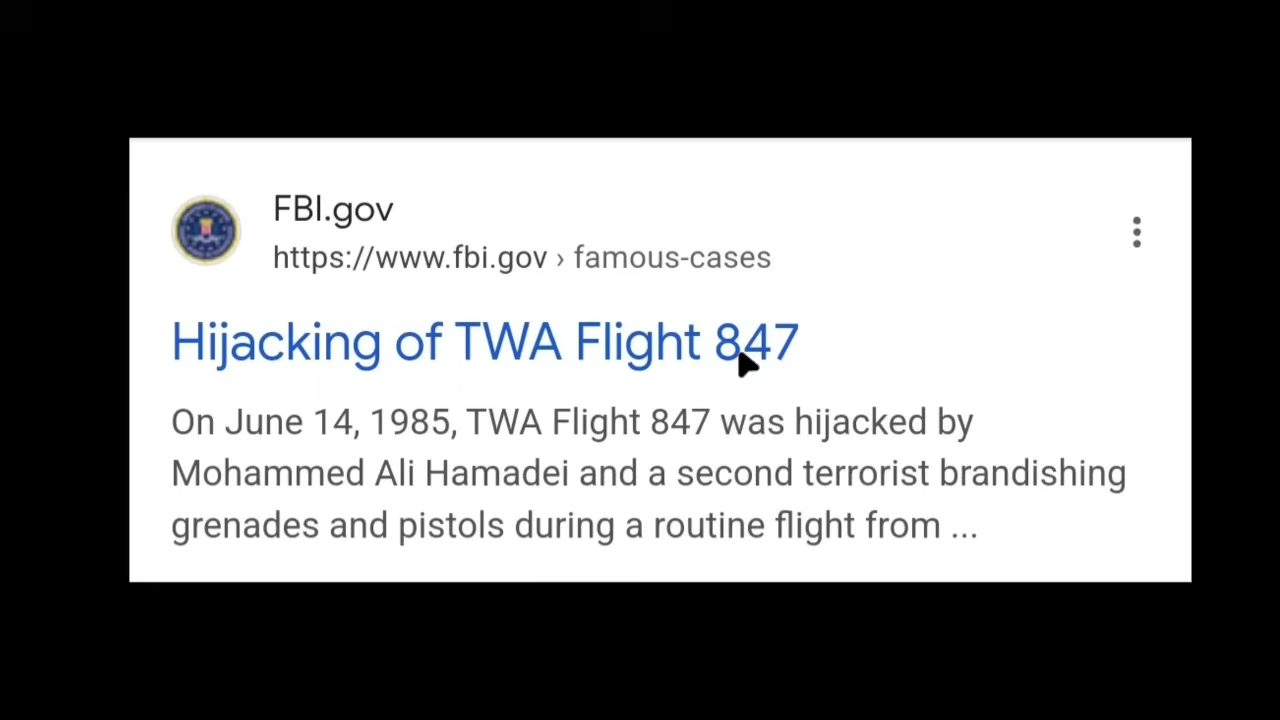 FBI.gov
https://www.fbi.gov › famous-cases
Hijacking of TWA Flight 847
On June 14, 1985, TWA Flight 847 was hijacked by
Mohammed Ali Hamadei and a second terrorist brandishing
grenades and pistols during a routine flight from ...